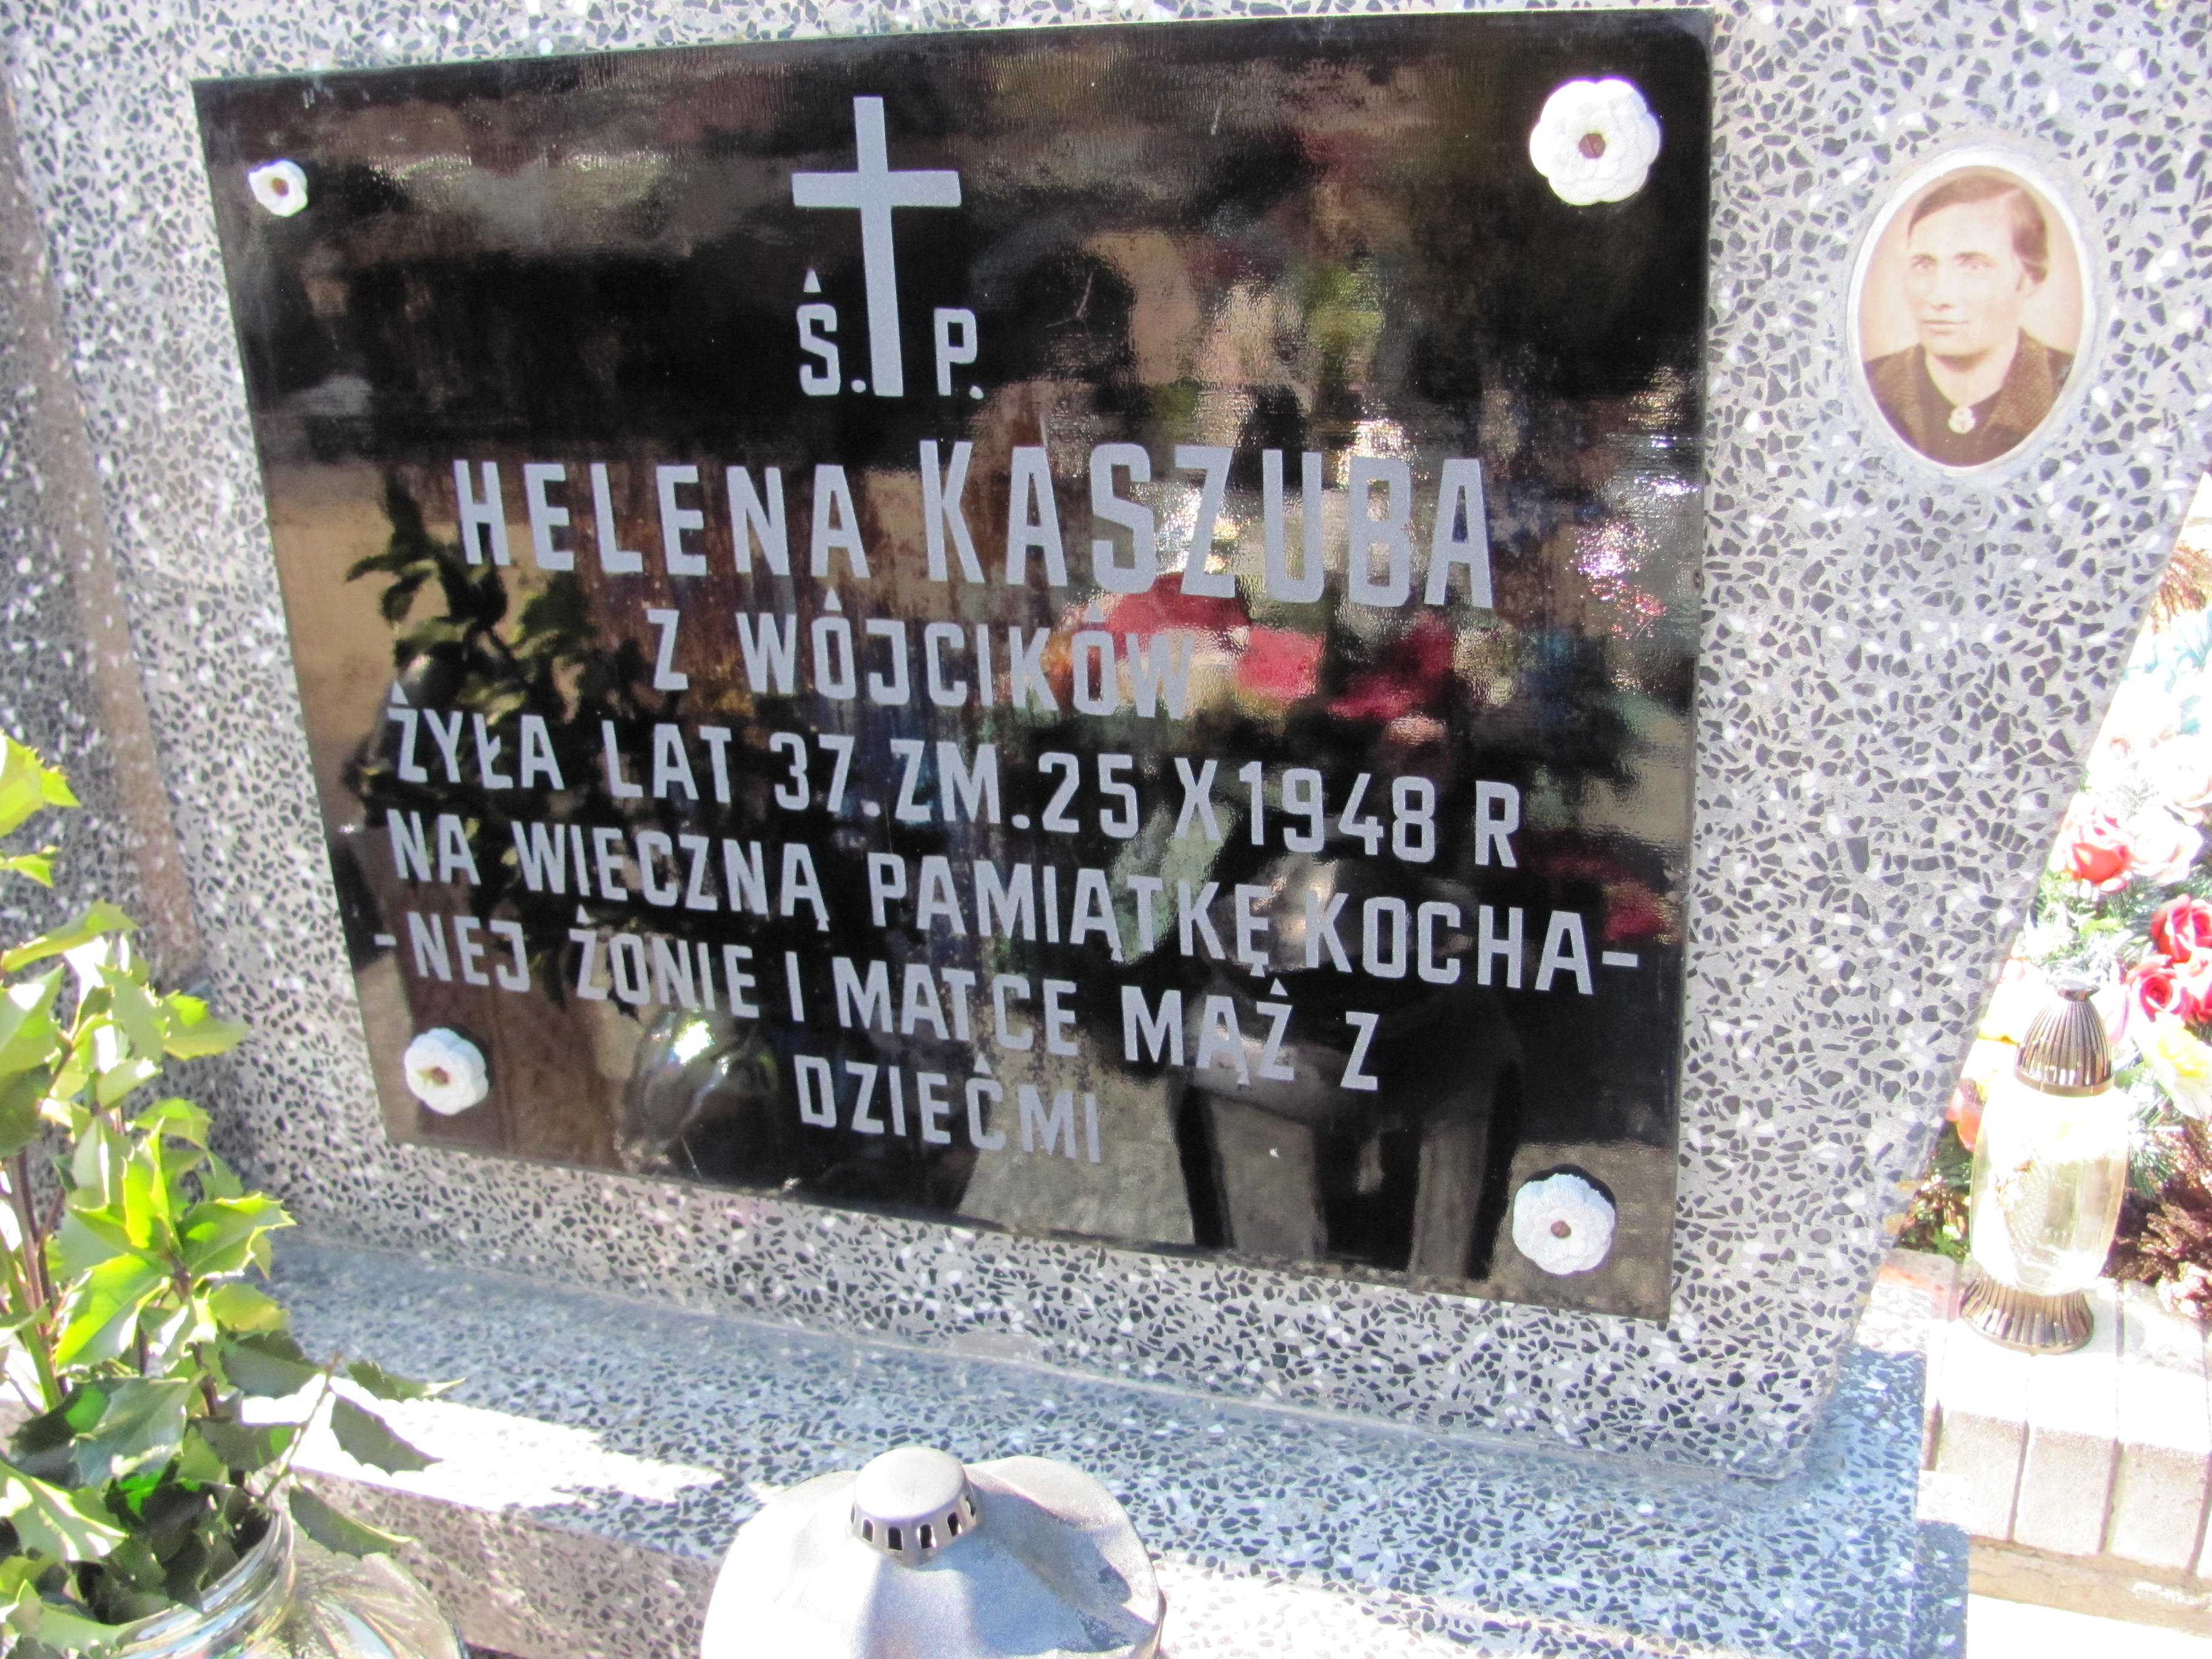 Ś. P.
HELENA KASZUBA
Z WÓJCIKÓW
ŻYŁA LAT 37. ZM. 25 X 1948 R
NA WIECZNĄ PAMIĄTKĘ KOCHA-
-NEJ ŻONIE I MATCE MĄŻ Z
DZIEĆMI